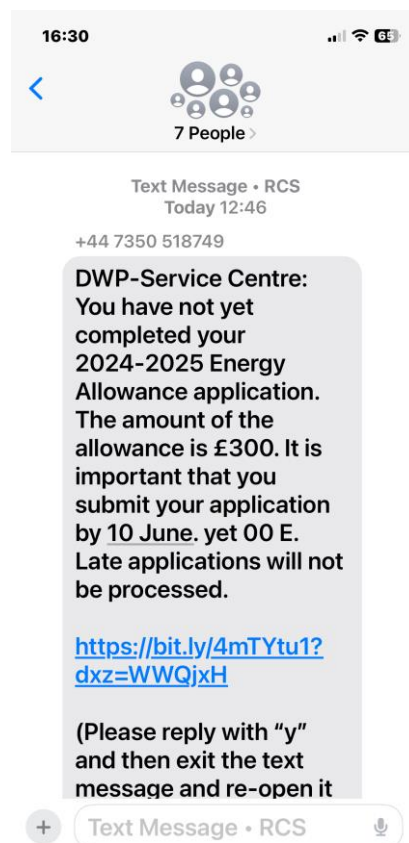 16:30
65
7 People >
Text Message • RCS
Today 12:46
+44 7350 518749
DWP-Service Centre:
You have not yet
completed your
2024-2025 Energy
Allowance application.
The amount of the
allowance is £300. It is
important that you
submit your application
by 10 June. yet 00 E.
Late applications will not
be processed.
https://bit.ly/4mTYtu1?
dxz=WWQjxH
(Please reply with “y”
and then exit the text
message and re-open it
Text Message • RCS